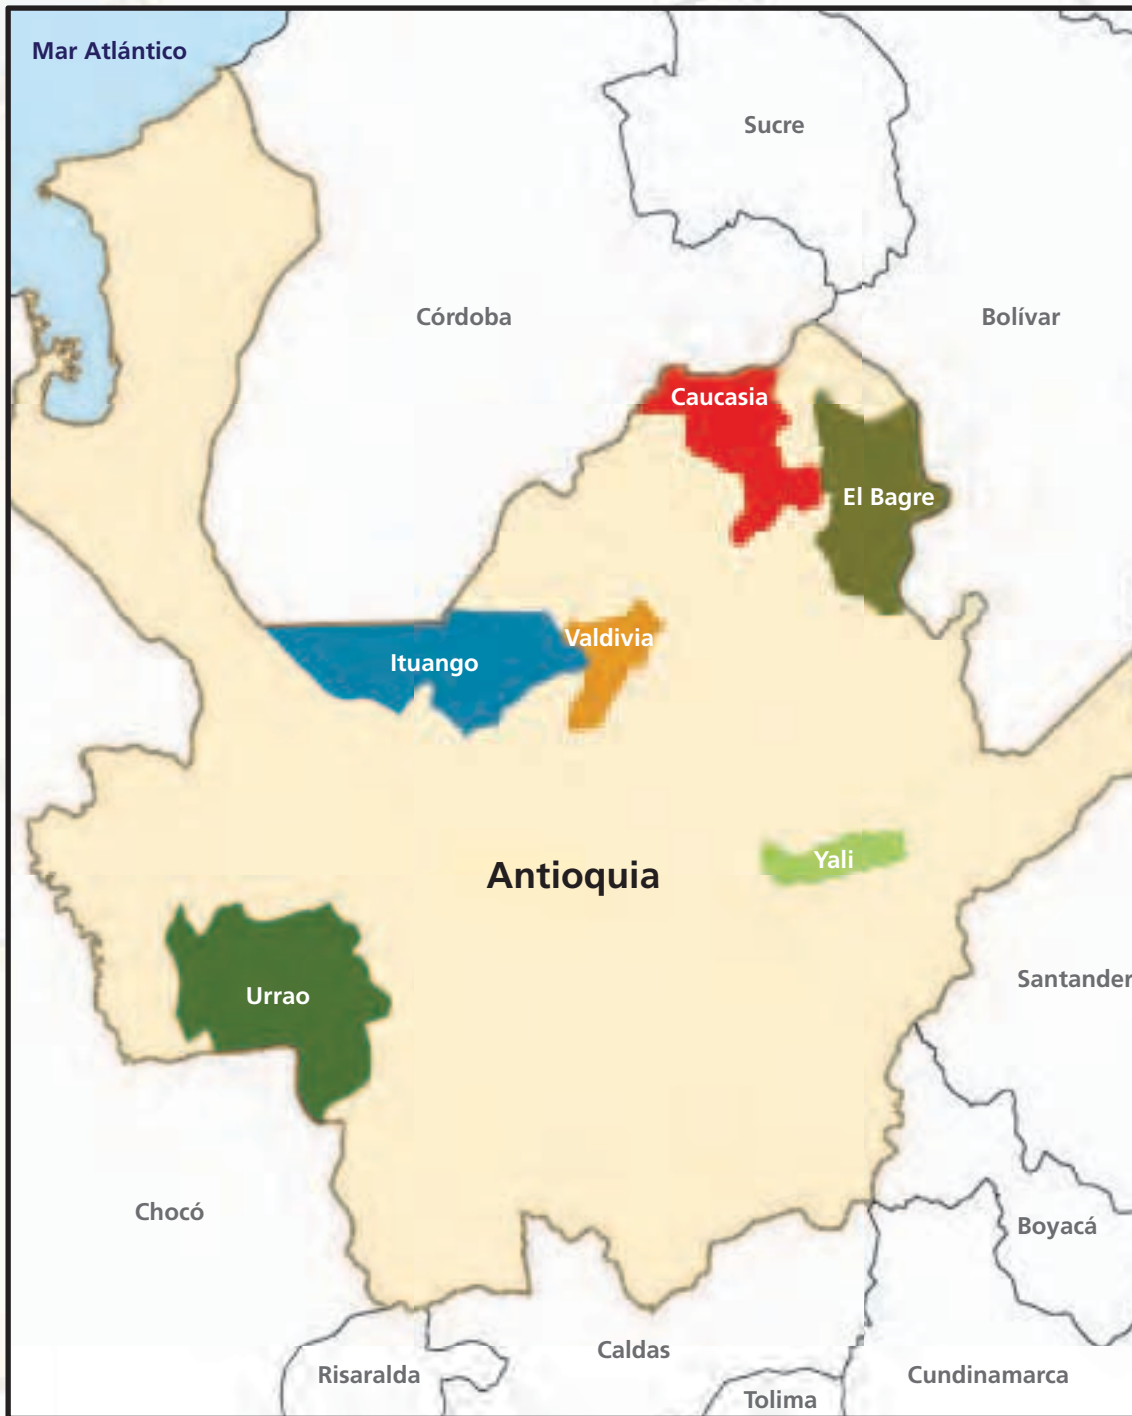 Mar Atlántico
Sucre
Córdoba
Bolívar
Caucasia
El Bagre
Valdivia
Ituango
Yali
Antioquia
Santander
Urrao
Chocó
Boyacá
Caldas
Risaralda
Cundinamarca
Tolima